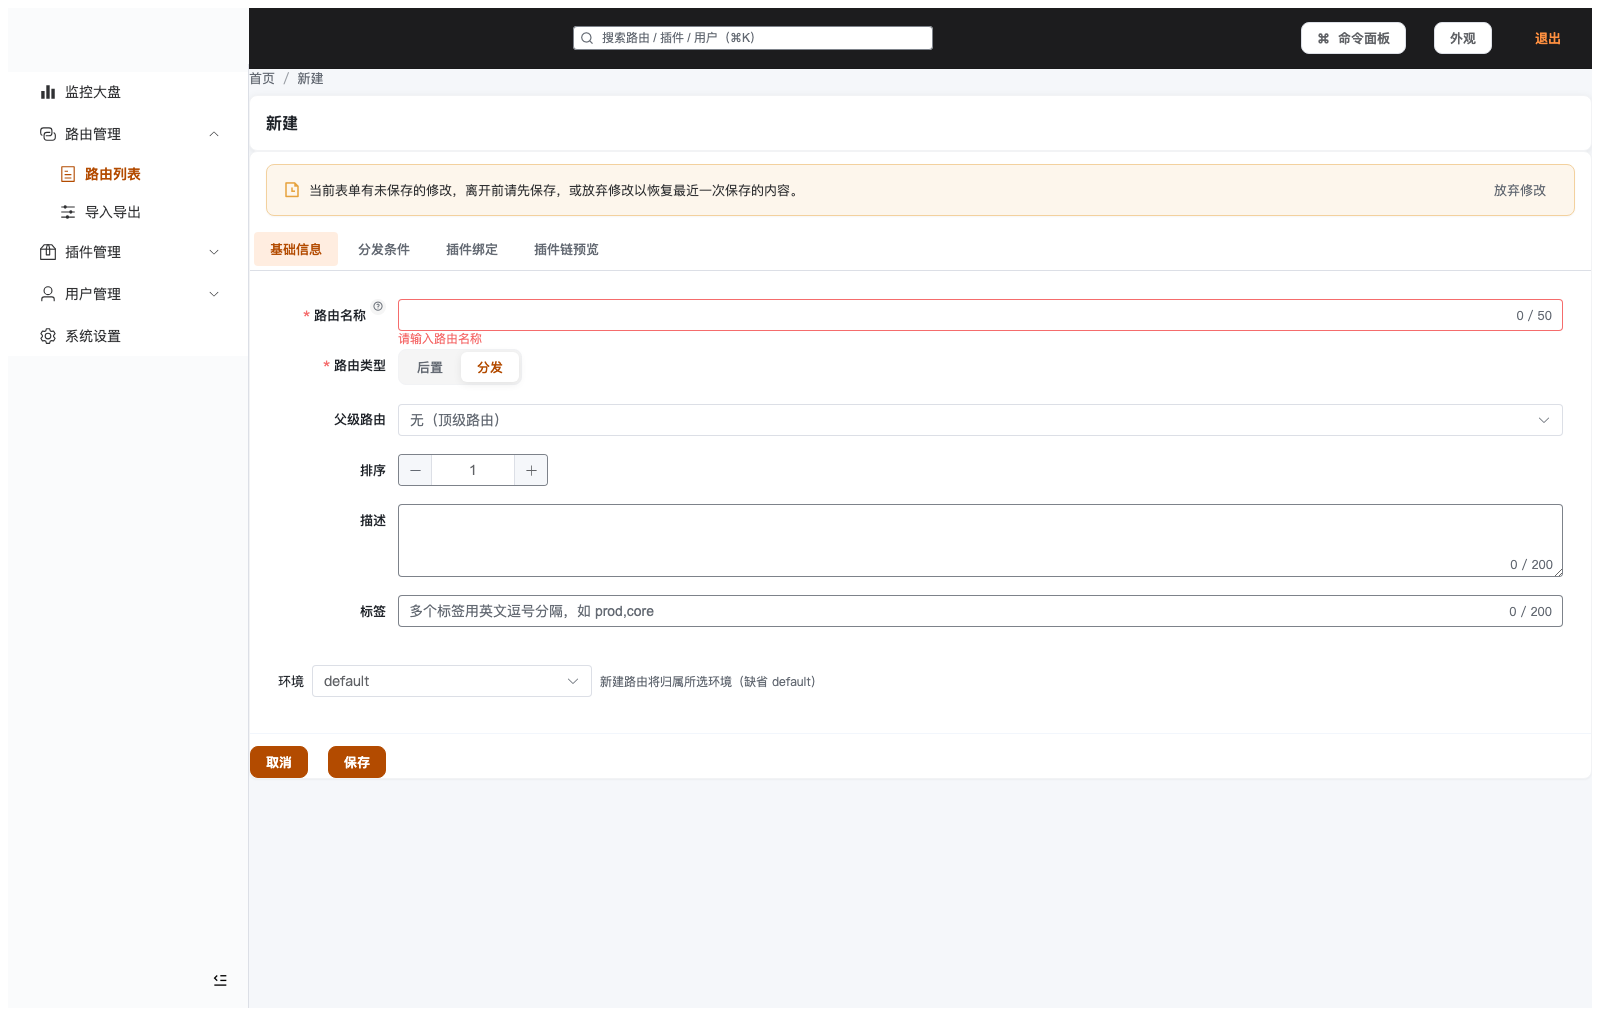 搜索路由 / 插件 / 用户（⌘K）
⌘ 命令面板
外观
退出
监控大盘
路由管理
路由列表
导入导出
插件管理
用户管理
系统设置
首页 / 新建
新建
当前表单有未保存的修改，离开前请先保存，或放弃修改以恢复最近一次保存的内容。
放弃修改
基础信息 分发条件 插件绑定 插件链预览
* 路由名称
0 / 50
请输入路由名称
* 路由类型 后置 分发
父级路由 无（顶级路由）
排序 1
描述
0 / 200
标签 多个标签用英文逗号分隔，如 prod,core 0 / 200
环境 default 新建路由将归属所选环境（缺省 default）
取消 保存